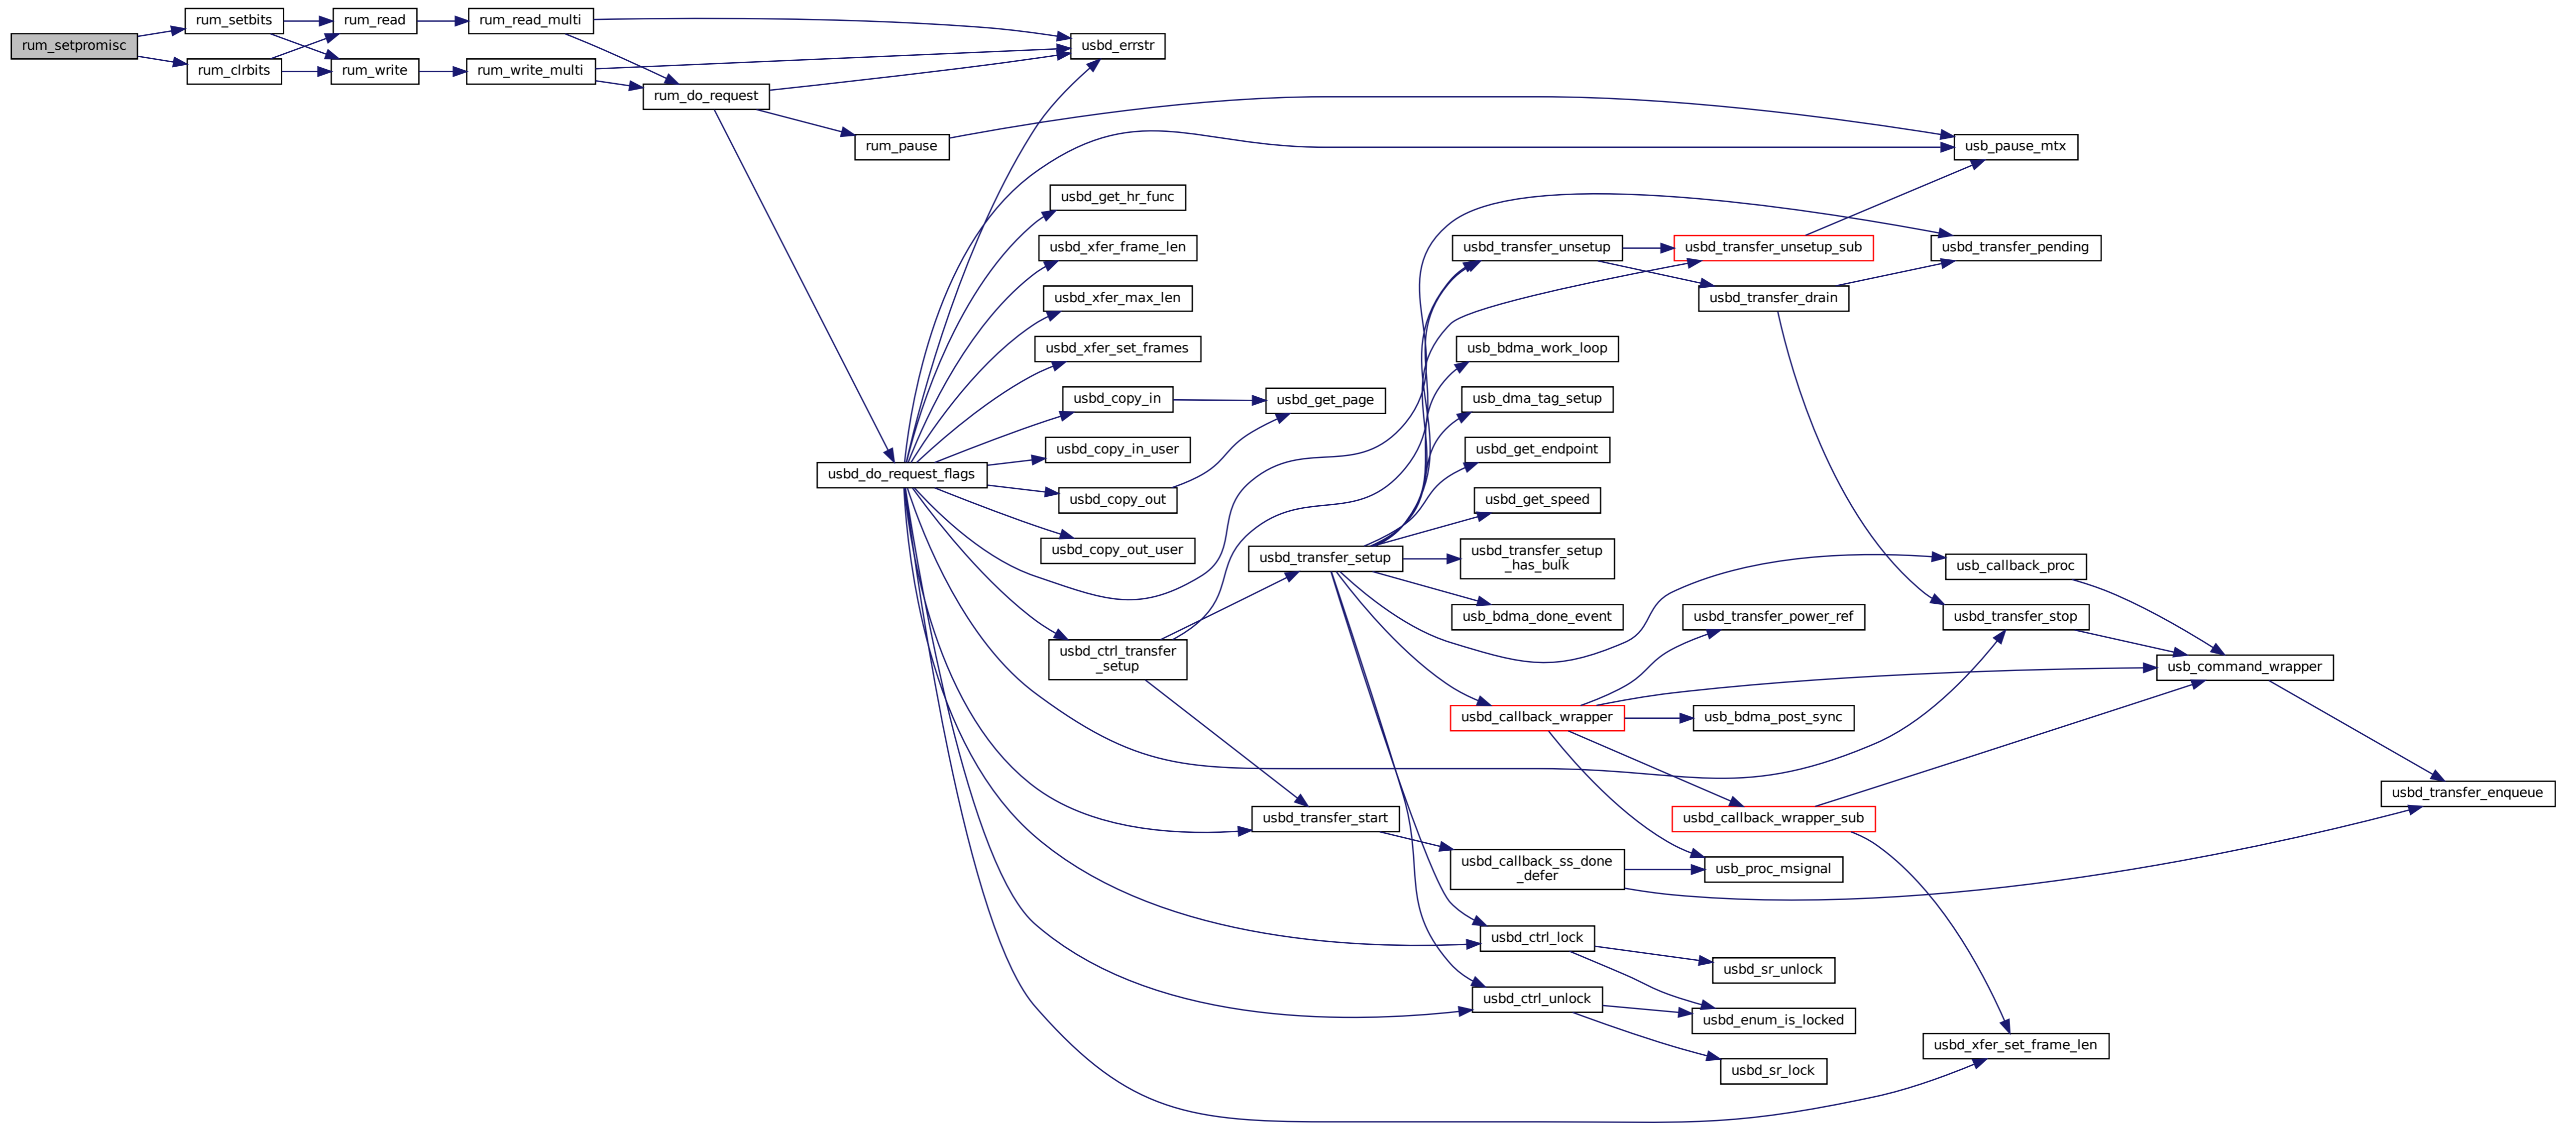 rum_setpromisc
rum_setbits
rum_clrbits
rum_read
rum_write
rum_read_multi
rum_write_multi
rum_do_request
usbd_errstr
rum_pause
usb_pause_mtx
usbd_do_request_flags
usbd_get_hr_func
usbd_xfer_frame_len
usbd_xfer_max_len
usbd_xfer_set_frames
usbd_copy_in
usbd_get_page
usbd_copy_in_user
usbd_copy_out
usbd_copy_out_user
usbd_ctrl_transfer
_setup
usbd_transfer_setup
usbd_transfer_start
usbd_transfer_unsetup
usbd_transfer_unsetup_sub
usbd_transfer_pending
usbd_transfer_drain
usb_bdma_work_loop
usb_dma_tag_setup
usbd_get_endpoint
usbd_get_speed
usbd_transfer_setup
_has_bulk
usb_bdma_done_event
usb_callback_proc
usbd_transfer_stop
usbd_transfer_power_ref
usb_command_wrapper
usbd_callback_wrapper
usb_bdma_post_sync
usbd_transfer_enqueue
usbd_callback_wrapper_sub
usbd_callback_ss_done
_defer
usb_proc_msignal
usbd_ctrl_lock
usbd_sr_unlock
usbd_ctrl_unlock
usbd_enum_is_locked
usbd_xfer_set_frame_len
usbd_sr_lock